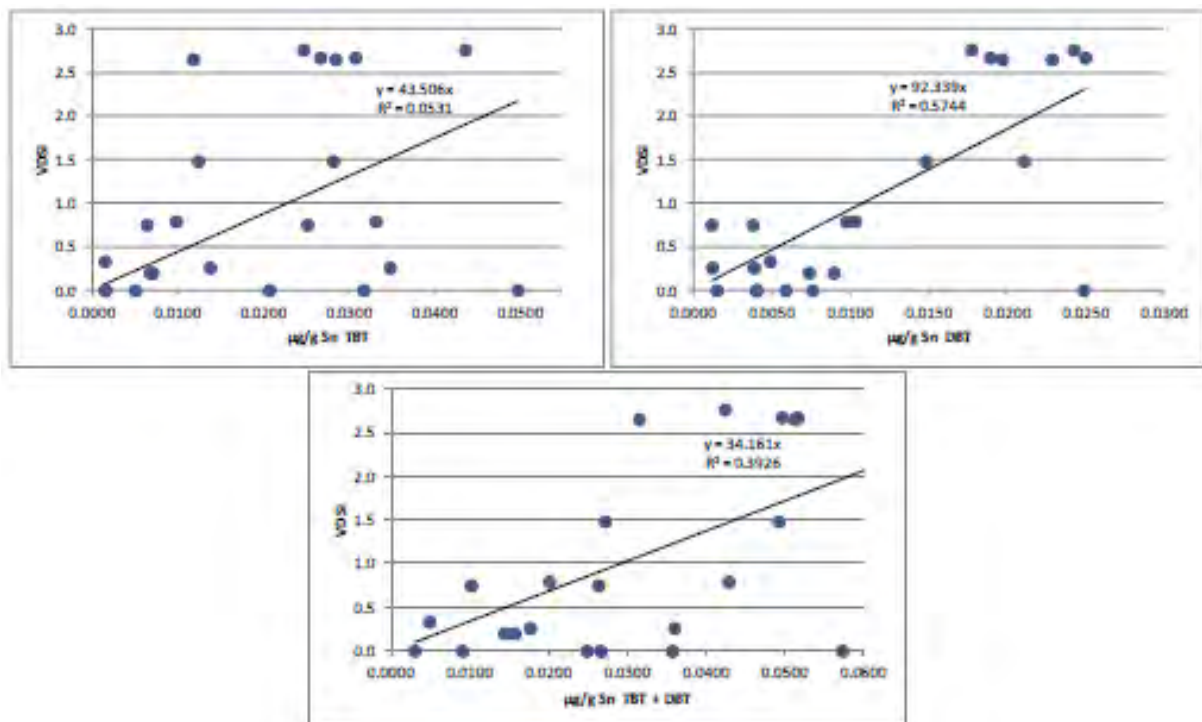 3.0
2.5
2.0
1.5
1.0
0.5
0.0
VDSI
y = 43.506x
R² = 0.0531
0.0000 0.0100 0.0200 0.0300 0.0400 0.0500
µg/g Sn TBT
3.0
2.5
2.0
1.5
1.0
0.5
0.0
VDSI
y = 92.339x
R² = 0.5744
0.0000 0.0050 0.0100 0.0150 0.0200 0.0250 0.0300
µg/g Sn DBT
3.0
2.5
2.0
1.5
1.0
0.5
0.0
VDSI
y = 34.161x
R² = 0.3926
0.0000 0.0100 0.0200 0.0300 0.0400 0.0500 0.0600
µg/g Sn TBT + DBT